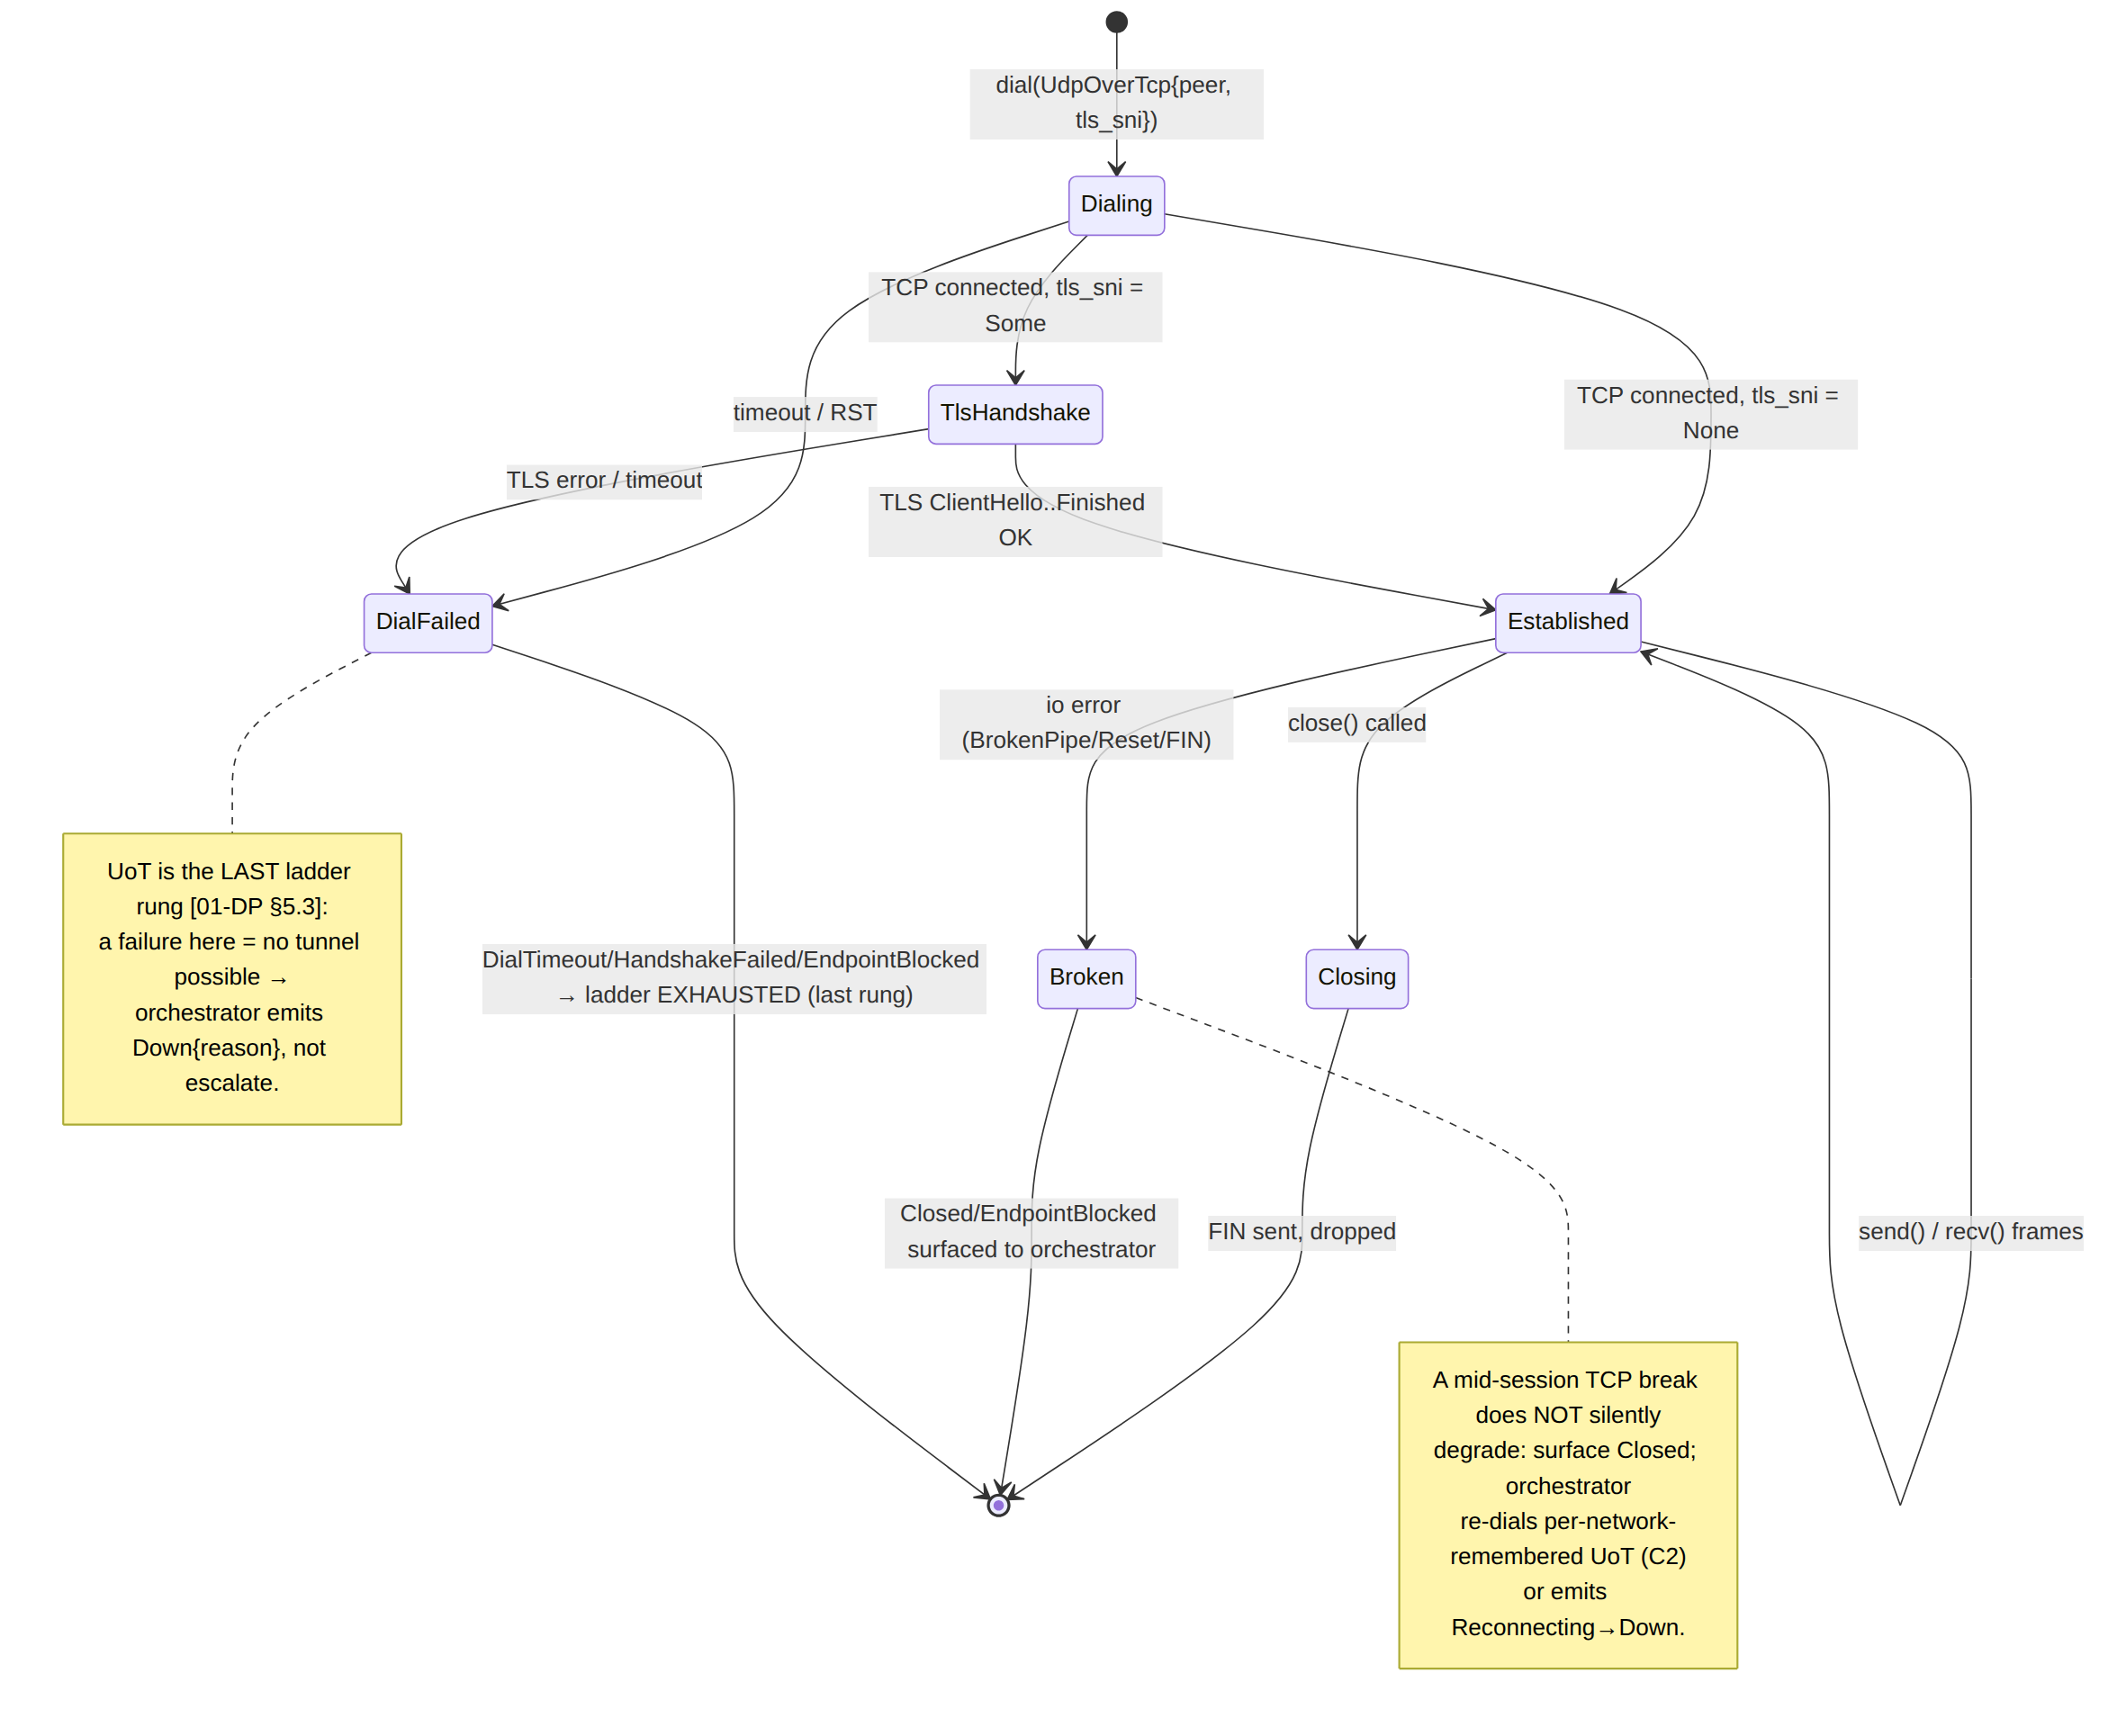 dial(UdpOverTcp{peer,
tls_sni})
Dialing
TCP connected, tls_sni =
Some
TCP connected, tls_sni =
None
timeout / RST
TlsHandshake
TLS error / timeout
TLS ClientHello..Finished
OK
DialFailed
Established
io error
(BrokenPipe/Reset/FIN)
close() called
UoT is the LAST ladder
rung [01-DP §5.3]:
a failure here = no tunnel
possible →
orchestrator emits
Down{reason}, not
escalate.
DialTimeout/HandshakeFailed/EndpointBlocked
→ ladder EXHAUSTED (last rung)
Broken
Closing
Closed/EndpointBlocked
surfaced to orchestrator
FIN sent, dropped
send() / recv() frames
A mid-session TCP break
does NOT silently
degrade: surface Closed;
orchestrator
re-dials per-network-
remembered UoT (C2)
or emits
Reconnecting→Down.